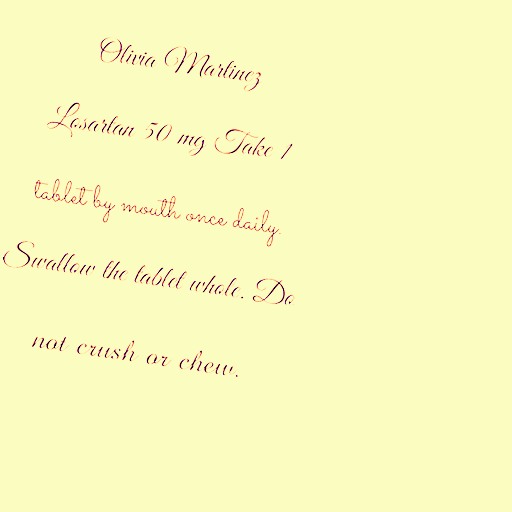 Olivia Martinez
Losartan 50 mg Take 1
tablet by mouth once daily.
Swallow the tablet whole. Do
not crush or chew.